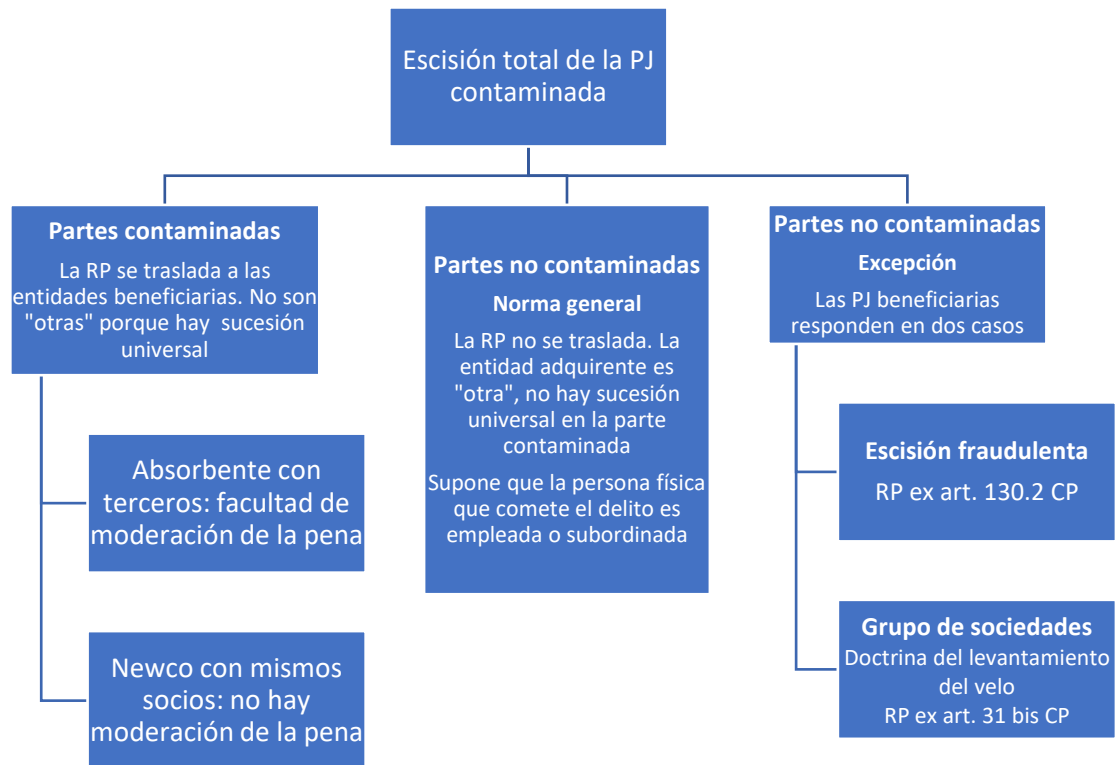 Escisión total de la PJ
contaminada
Partes contaminadas
La RP se traslada a las
entidades beneficiarias. No son
"otras" porque hay sucesión
universal
Absorbente con
terceros: facultad de
moderación de la pena
Newco con mismos
socios: no hay
moderación de la pena
Partes no contaminadas
Norma general
La RP no se traslada. La
entidad adquirente es
"otra", no hay sucesión
universal en la parte
contaminada
Supone que la persona física
que comete el delito es
empleada o subordinada
Partes no contaminadas
Excepción
Las PJ beneficiarias
responden en dos casos
Escisión fraudulenta
RP ex art. 130.2 CP
Grupo de sociedades
Doctrina del levantamiento
del velo
RP ex art. 31 bis CP